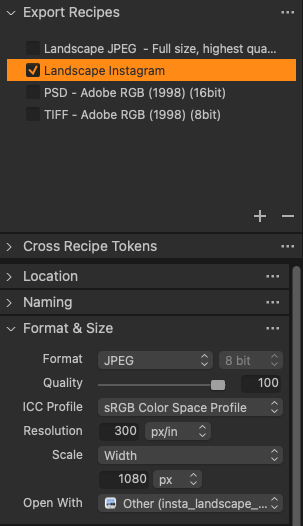 Export Recipes
Landscape JPEG - Full size, highest qua...
Landscape Instagram
PSD - Adobe RGB (1998) (16bit)
TIFF - Adobe RGB (1998) (8bit)
Cross Recipe Tokens
Location
Naming
Format & Size
Format JPEG 8 bit
Quality 100
ICC Profile sRGB Color Space Profile
Resolution 300 px/in
Scale Width
1080 px
Open With Other (insta_landscape_...